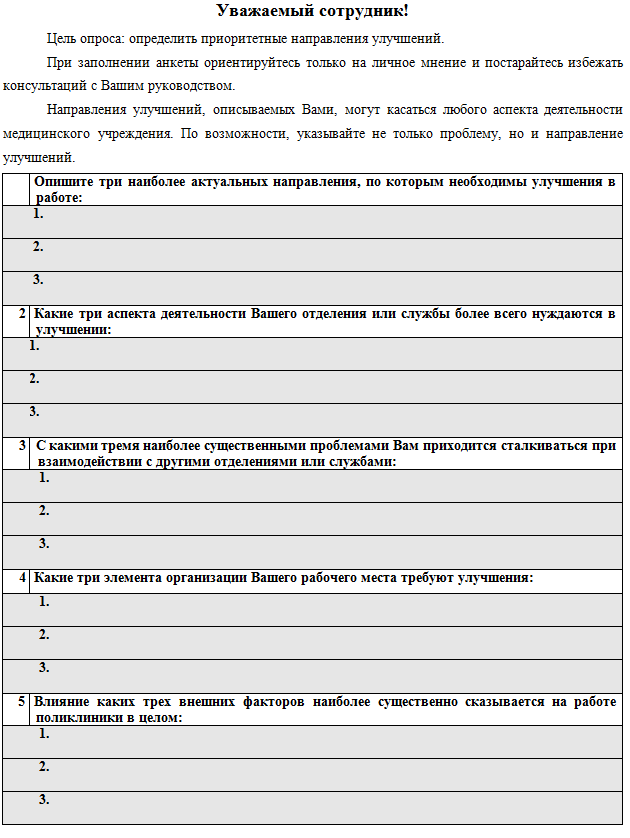 Уважаемый сотрудник!
Цель опроса: определить приоритетные направления улучшений.
При заполнении анкеты ориентируйтесь только на личное мнение и постарайтесь избежать
консультаций с Вашим руководством.
Направления улучшений, описываемых Вами, могут касаться любого аспекта деятельности
медицинского учреждения. По возможности, указывайте не только проблему, но и направление
улучшений.
Опишите три наиболее актуальных направления, по которым необходимы улучшения в
работе:
1.
2.
3.
2 Какие три аспекта деятельности Вашего отделения или службы более всего нуждаются в
улучшении:
1.
2.
3.
3 С какими тремя наиболее существенными проблемами Вам приходится сталкиваться при
взаимодействии с другими отделениями или службами:
1.
2.
3.
4 Какие три элемента организации Вашего рабочего места требуют улучшения:
1.
2.
3.
5 Влияние каких трех внешних факторов наиболее существенно сказывается на работе
поликлиники в целом:
1.
2.
3.